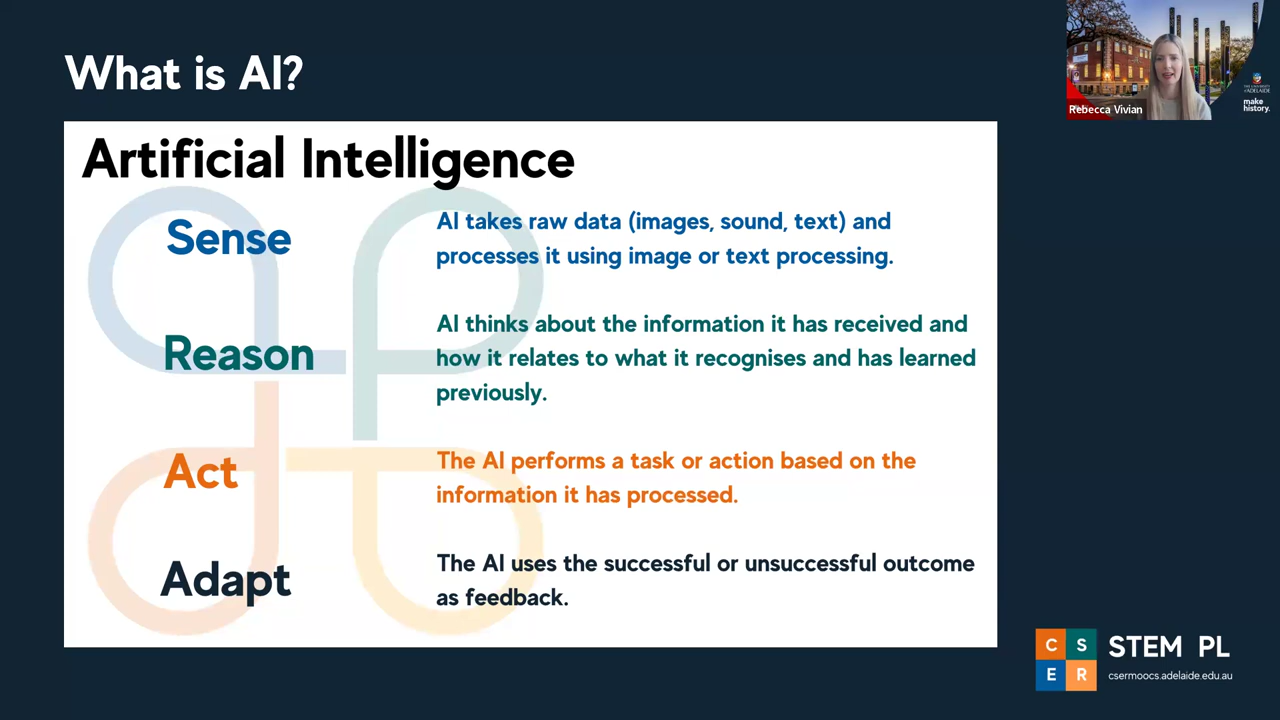 What is AI?
Artificial Intelligence
Sense
AI takes raw data (images, sound, text) and
processes it using image or text processing.
Reason
AI thinks about the information it has received and
how it relates to what it recognises and has learned
previously.
Act
The AI performs a task or action based on the
information it has processed.
Adapt
The AI uses the successful or unsuccessful outcome
as feedback.
Rebecca Vivian
make
history.
C S
E R
STEM PL
csermoocs.adelaide.edu.au